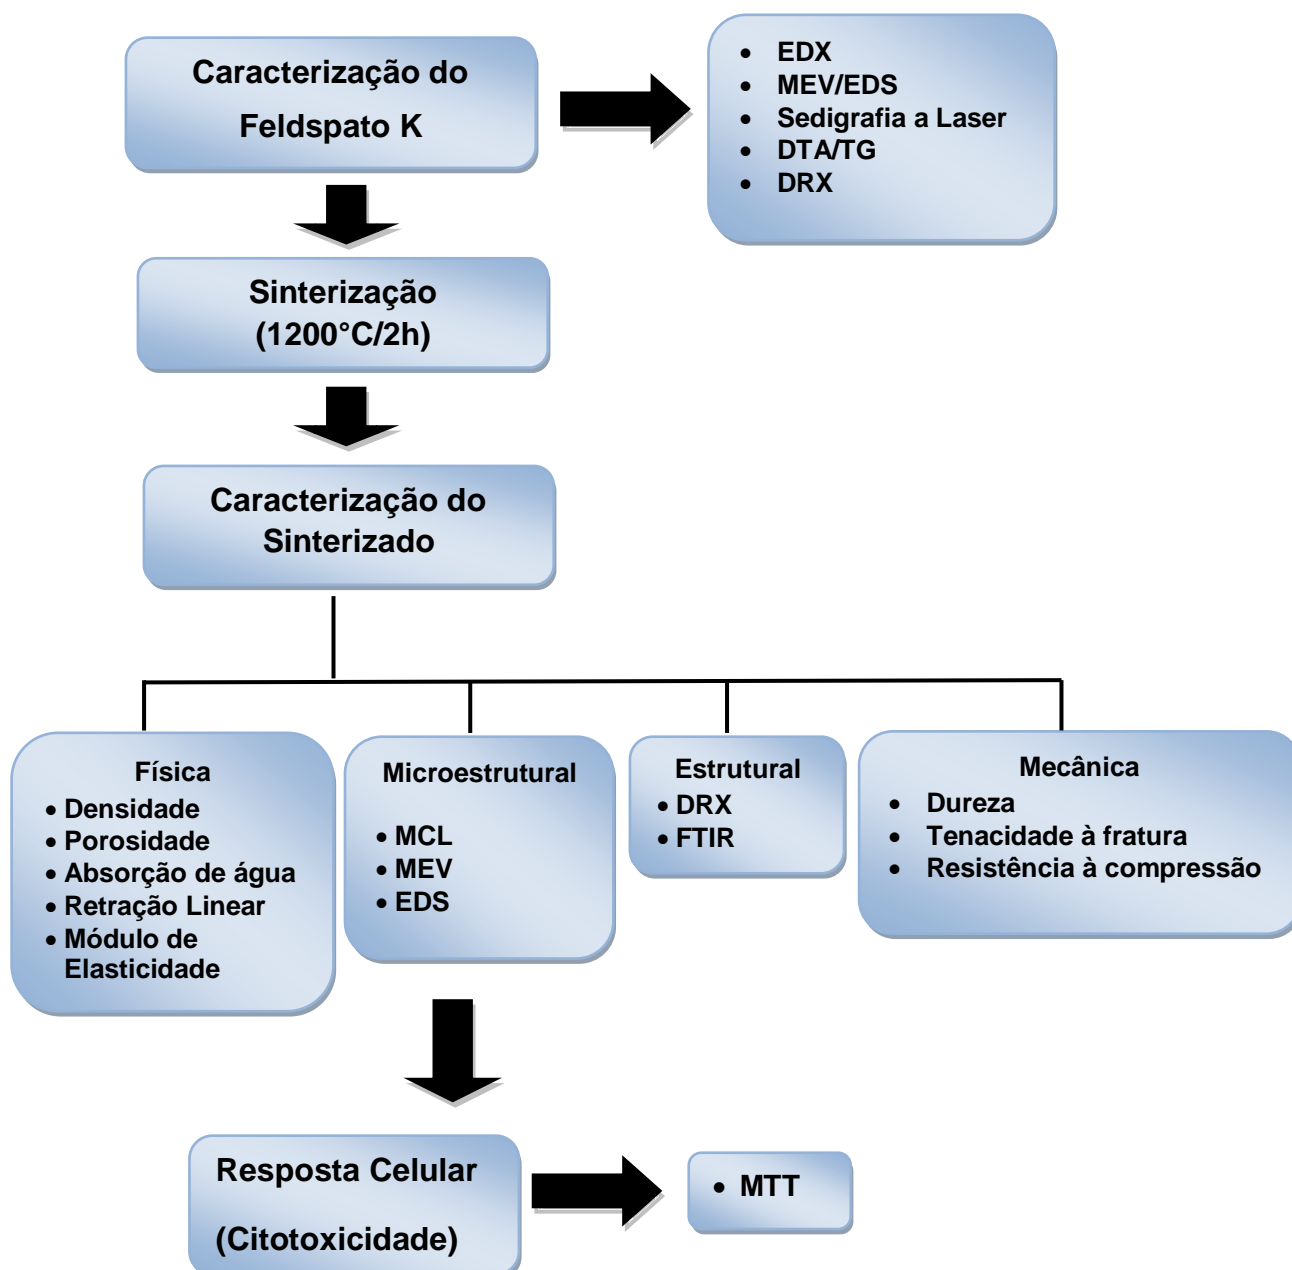 Caracterização do
Feldspato K
• EDX
• MEV/EDS
• Sedigrafia a Laser
• DTA/TG
• DRX
Sinterização
(1200°C/2h)
Caracterização do
Sinterizado
Física
• Densidade
• Porosidade
• Absorção de água
• Retração Linear
• Módulo de
Elasticidade
Microestrutural
• MCL
• MEV
• EDS
Estrutural
• DRX
• FTIR
Mecânica
• Dureza
• Tenacidade à fratura
• Resistência à compressão
Resposta Celular
(Citotoxicidade)
• MTT